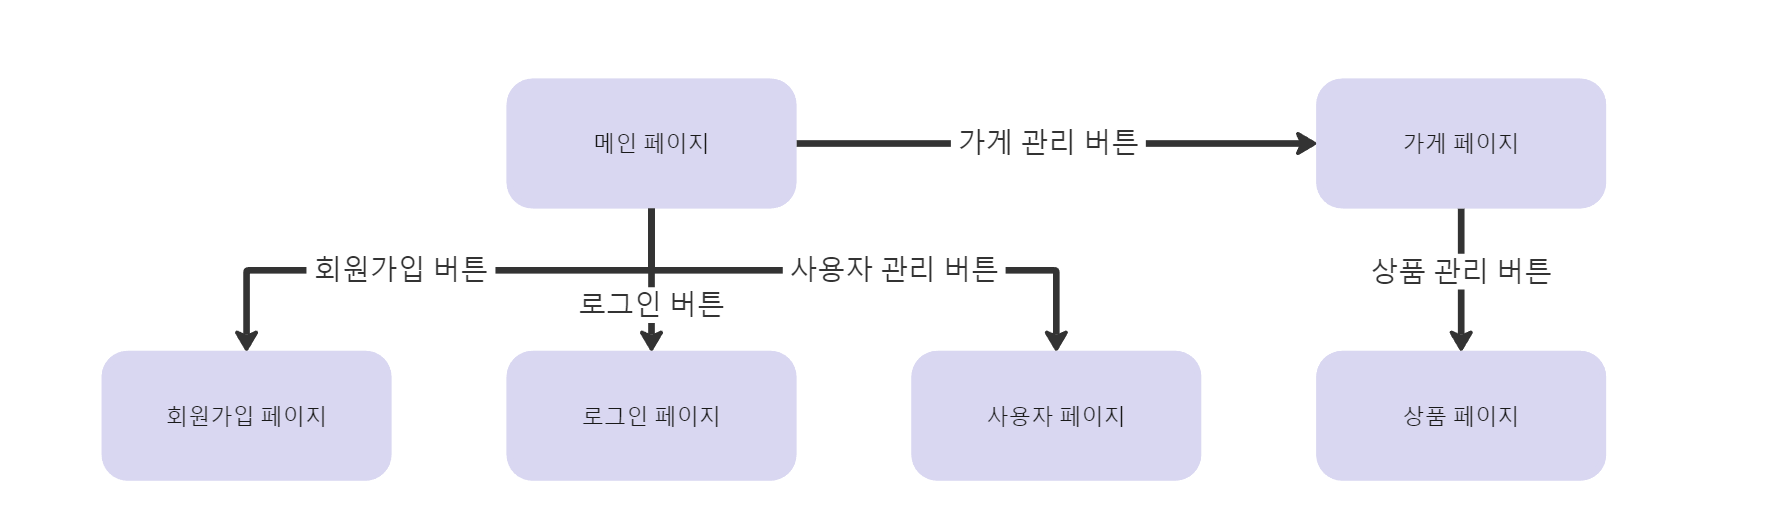 메인 페이지
가게 관리 버튼
가게 페이지
회원가입 버튼
사용자 관리 버튼
상품 관리 버튼
로그인 버튼
회원가입 페이지
로그인 페이지
사용자 페이지
상품 페이지